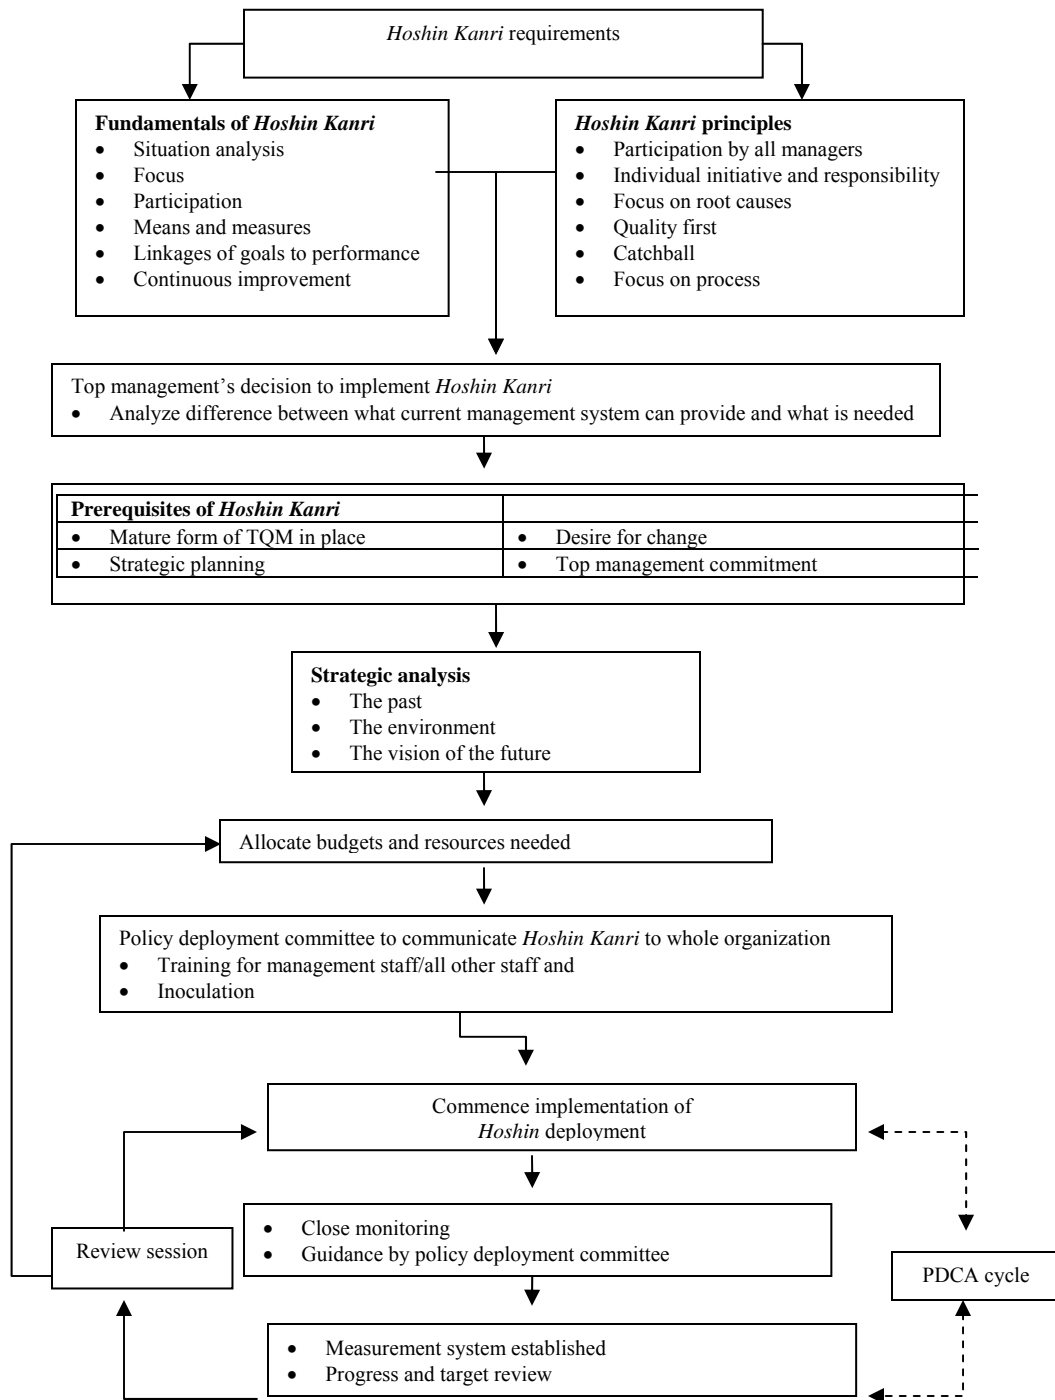 Hoshin Kanri requirements
Fundamentals of Hoshin Kanri
• Situation analysis
• Focus
• Participation
• Means and measures
• Linkages of goals to performance
• Continuous improvement
Hoshin Kanri principles
• Participation by all managers
• Individual initiative and responsibility
• Focus on root causes
• Quality first
• Catchball
• Focus on process
Top management’s decision to implement Hoshin Kanri
• Analyze difference between what current management system can provide and what is needed
Prerequisites of Hoshin Kanri
• Mature form of TQM in place
• Desire for change
• Strategic planning
• Top management commitment
Strategic analysis
• The past
• The environment
• The vision of the future
Allocate budgets and resources needed
Policy deployment committee to communicate Hoshin Kanri to whole organization
• Training for management staff/all other staff and
• Inoculation
Commence implementation of
Hoshin deployment
• Close monitoring
• Guidance by policy deployment committee
Review session
PDCA cycle
• Measurement system established
• Progress and target review